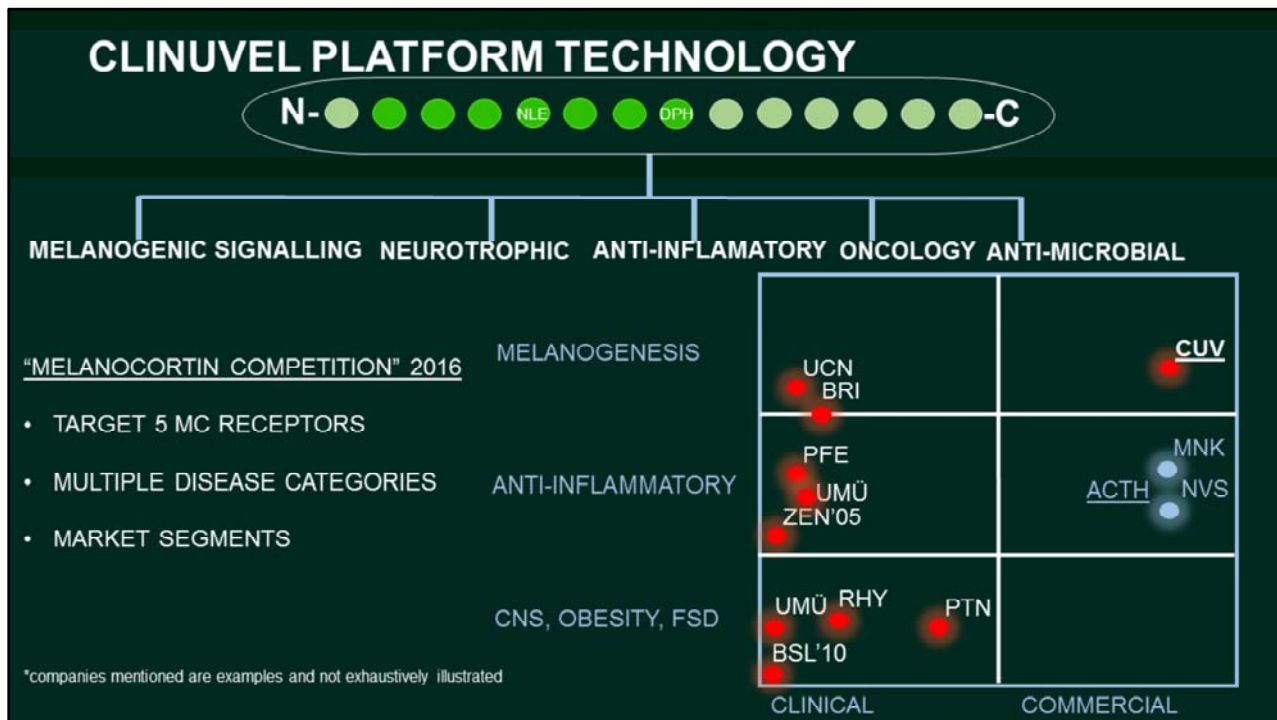 CLINUVEL PLATFORM TECHNOLOGY
N- NLE DPH -C
MELANOGENIC SIGNALLING NEUROTROPHIC ANTI-INFLAMATORY ONCOLOGY ANTI-MICROBIAL
“MELANOCORTIN COMPETITION” 2016
• TARGET 5 MC RECEPTORS
• MULTIPLE DISEASE CATEGORIES
• MARKET SEGMENTS
MELANOGENESIS
UCN
BRI
CUV
ANTI-INFLAMMATORY
PFE
UMÜ
ZEN’05
MNK
ACTH NVS
CNS, OBESITY, FSD
UMÜ RHY PTN
BSL’10
CLINICAL COMMERCIAL
*companies mentioned are examples and not exhaustively illustrated